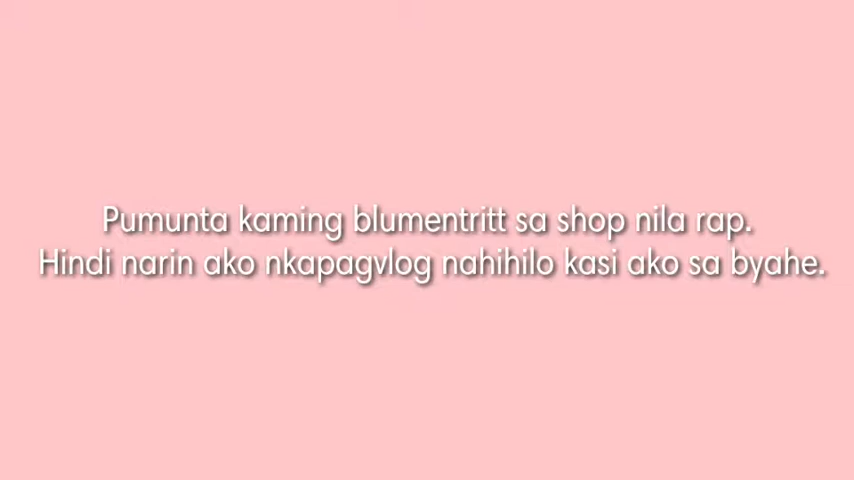 Pumunta kaming blumentritt sa shop nila rap.
Hindi narin ako nkapagvlog nahihilo kasi ako sa byahe.